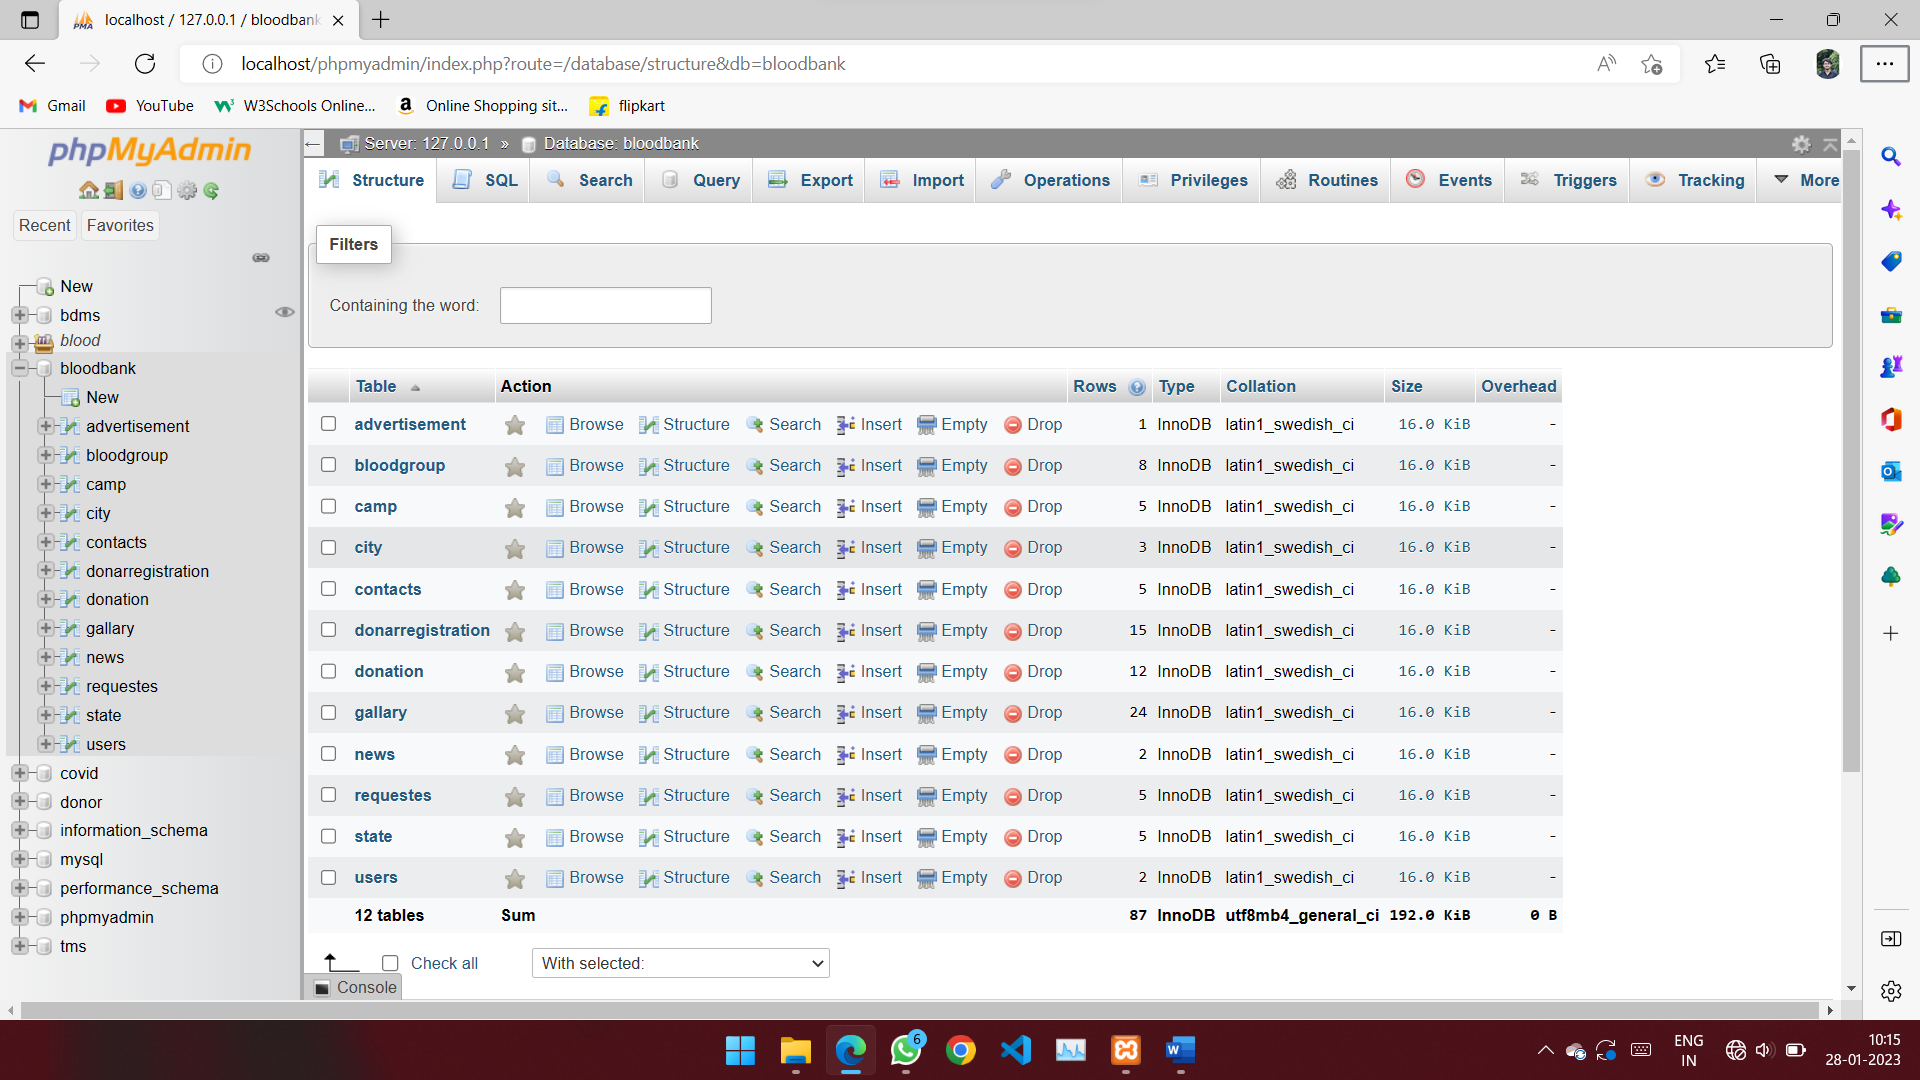 localhost / 127.0.0.1 / bloodbank
localhost/phpmyadmin/index.php?route=/database/structure&db=bloodbank
Gmail YouTube W3Schools Online... Online Shopping sit... flipkart
phpMyAdmin
Recent Favorites
New
bdms
blood
bloodbank
New
advertisement
bloodgroup
camp
city
contacts
donarregistration
donation
gallary
news
requestes
state
users
covid
donor
information_schema
mysql
performance_schema
phpmyadmin
tms
Server: 127.0.0.1 » Database: bloodbank
Structure SQL Search Query Export Import Operations Privileges Routines Events Triggers Tracking More
Filters
Containing the word:
Table Action Rows Type Collation Size Overhead
advertisement Browse Structure Search Insert Empty Drop 1 InnoDB latin1_swedish_ci 16.0 KiB -
bloodgroup Browse Structure Search Insert Empty Drop 8 InnoDB latin1_swedish_ci 16.0 KiB -
camp Browse Structure Search Insert Empty Drop 5 InnoDB latin1_swedish_ci 16.0 KiB -
city Browse Structure Search Insert Empty Drop 3 InnoDB latin1_swedish_ci 16.0 KiB -
contacts Browse Structure Search Insert Empty Drop 5 InnoDB latin1_swedish_ci 16.0 KiB -
donarregistration Browse Structure Search Insert Empty Drop 15 InnoDB latin1_swedish_ci 16.0 KiB -
donation Browse Structure Search Insert Empty Drop 12 InnoDB latin1_swedish_ci 16.0 KiB -
gallary Browse Structure Search Insert Empty Drop 24 InnoDB latin1_swedish_ci 16.0 KiB -
news Browse Structure Search Insert Empty Drop 2 InnoDB latin1_swedish_ci 16.0 KiB -
requestes Browse Structure Search Insert Empty Drop 5 InnoDB latin1_swedish_ci 16.0 KiB -
state Browse Structure Search Insert Empty Drop 5 InnoDB latin1_swedish_ci 16.0 KiB -
users Browse Structure Search Insert Empty Drop 2 InnoDB latin1_swedish_ci 16.0 KiB -
12 tables Sum 87 InnoDB utf8mb4_general_ci 192.0 KiB 0 B
Check all With selected:
Console
6
ENG
IN
10:15
28-01-2023